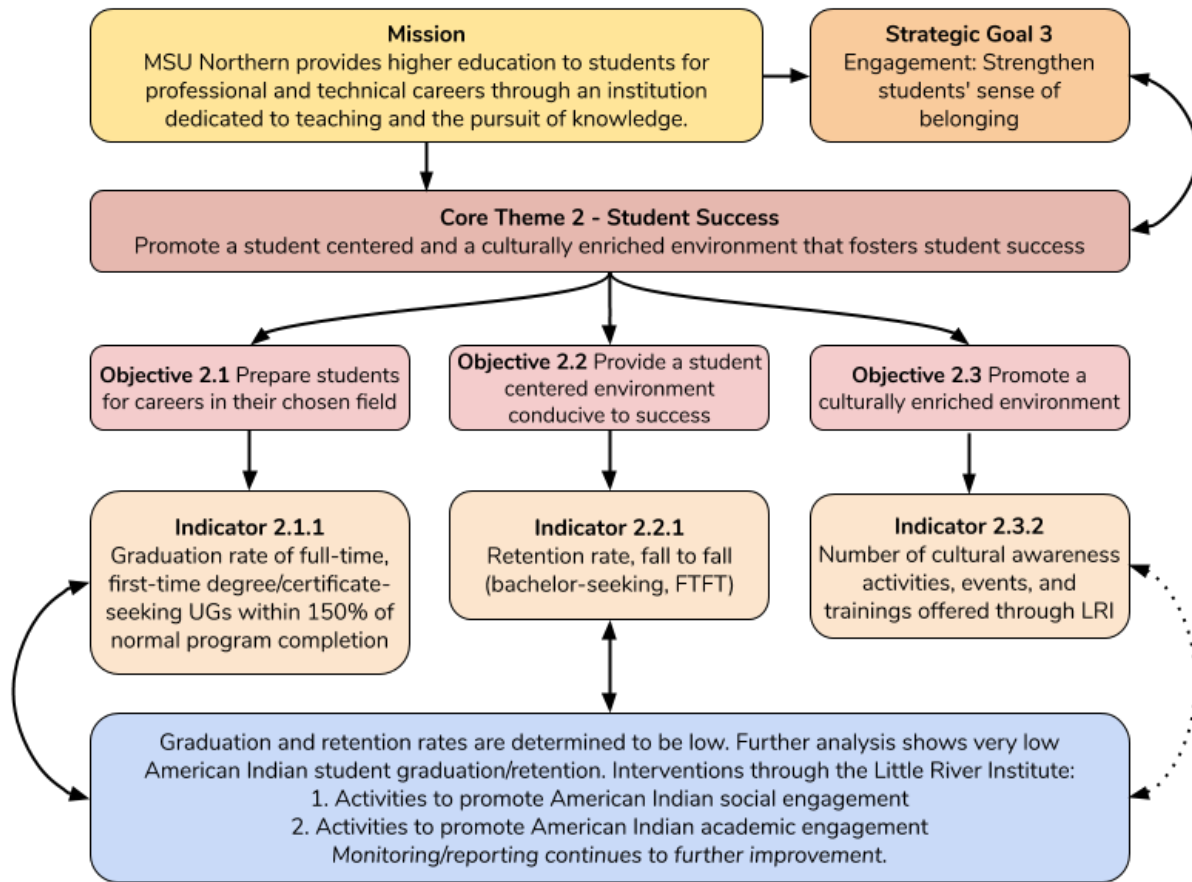 Mission
MSU Northern provides higher education to students for
professional and technical careers through an institution
dedicated to teaching and the pursuit of knowledge.
Strategic Goal 3
Engagement: Strengthen
students' sense of
belonging
Core Theme 2 - Student Success
Promote a student centered and a culturally enriched environment that fosters student success
Objective 2.1 Prepare students
for careers in their chosen field
Objective 2.2 Provide a student
centered environment
conducive to success
Objective 2.3 Promote a
culturally enriched environment
Indicator 2.1.1
Graduation rate of full-time,
first-time degree/certificate-
seeking UGs within 150% of
normal program completion
Indicator 2.2.1
Retention rate, fall to fall
(bachelor-seeking, FTFT)
Indicator 2.3.2
Number of cultural awareness
activities, events, and
trainings offered through LRI
Graduation and retention rates are determined to be low. Further analysis shows very low
American Indian student graduation/retention. Interventions through the Little River Institute:
1. Activities to promote American Indian social engagement
2. Activities to promote American Indian academic engagement
Monitoring/reporting continues to further improvement.